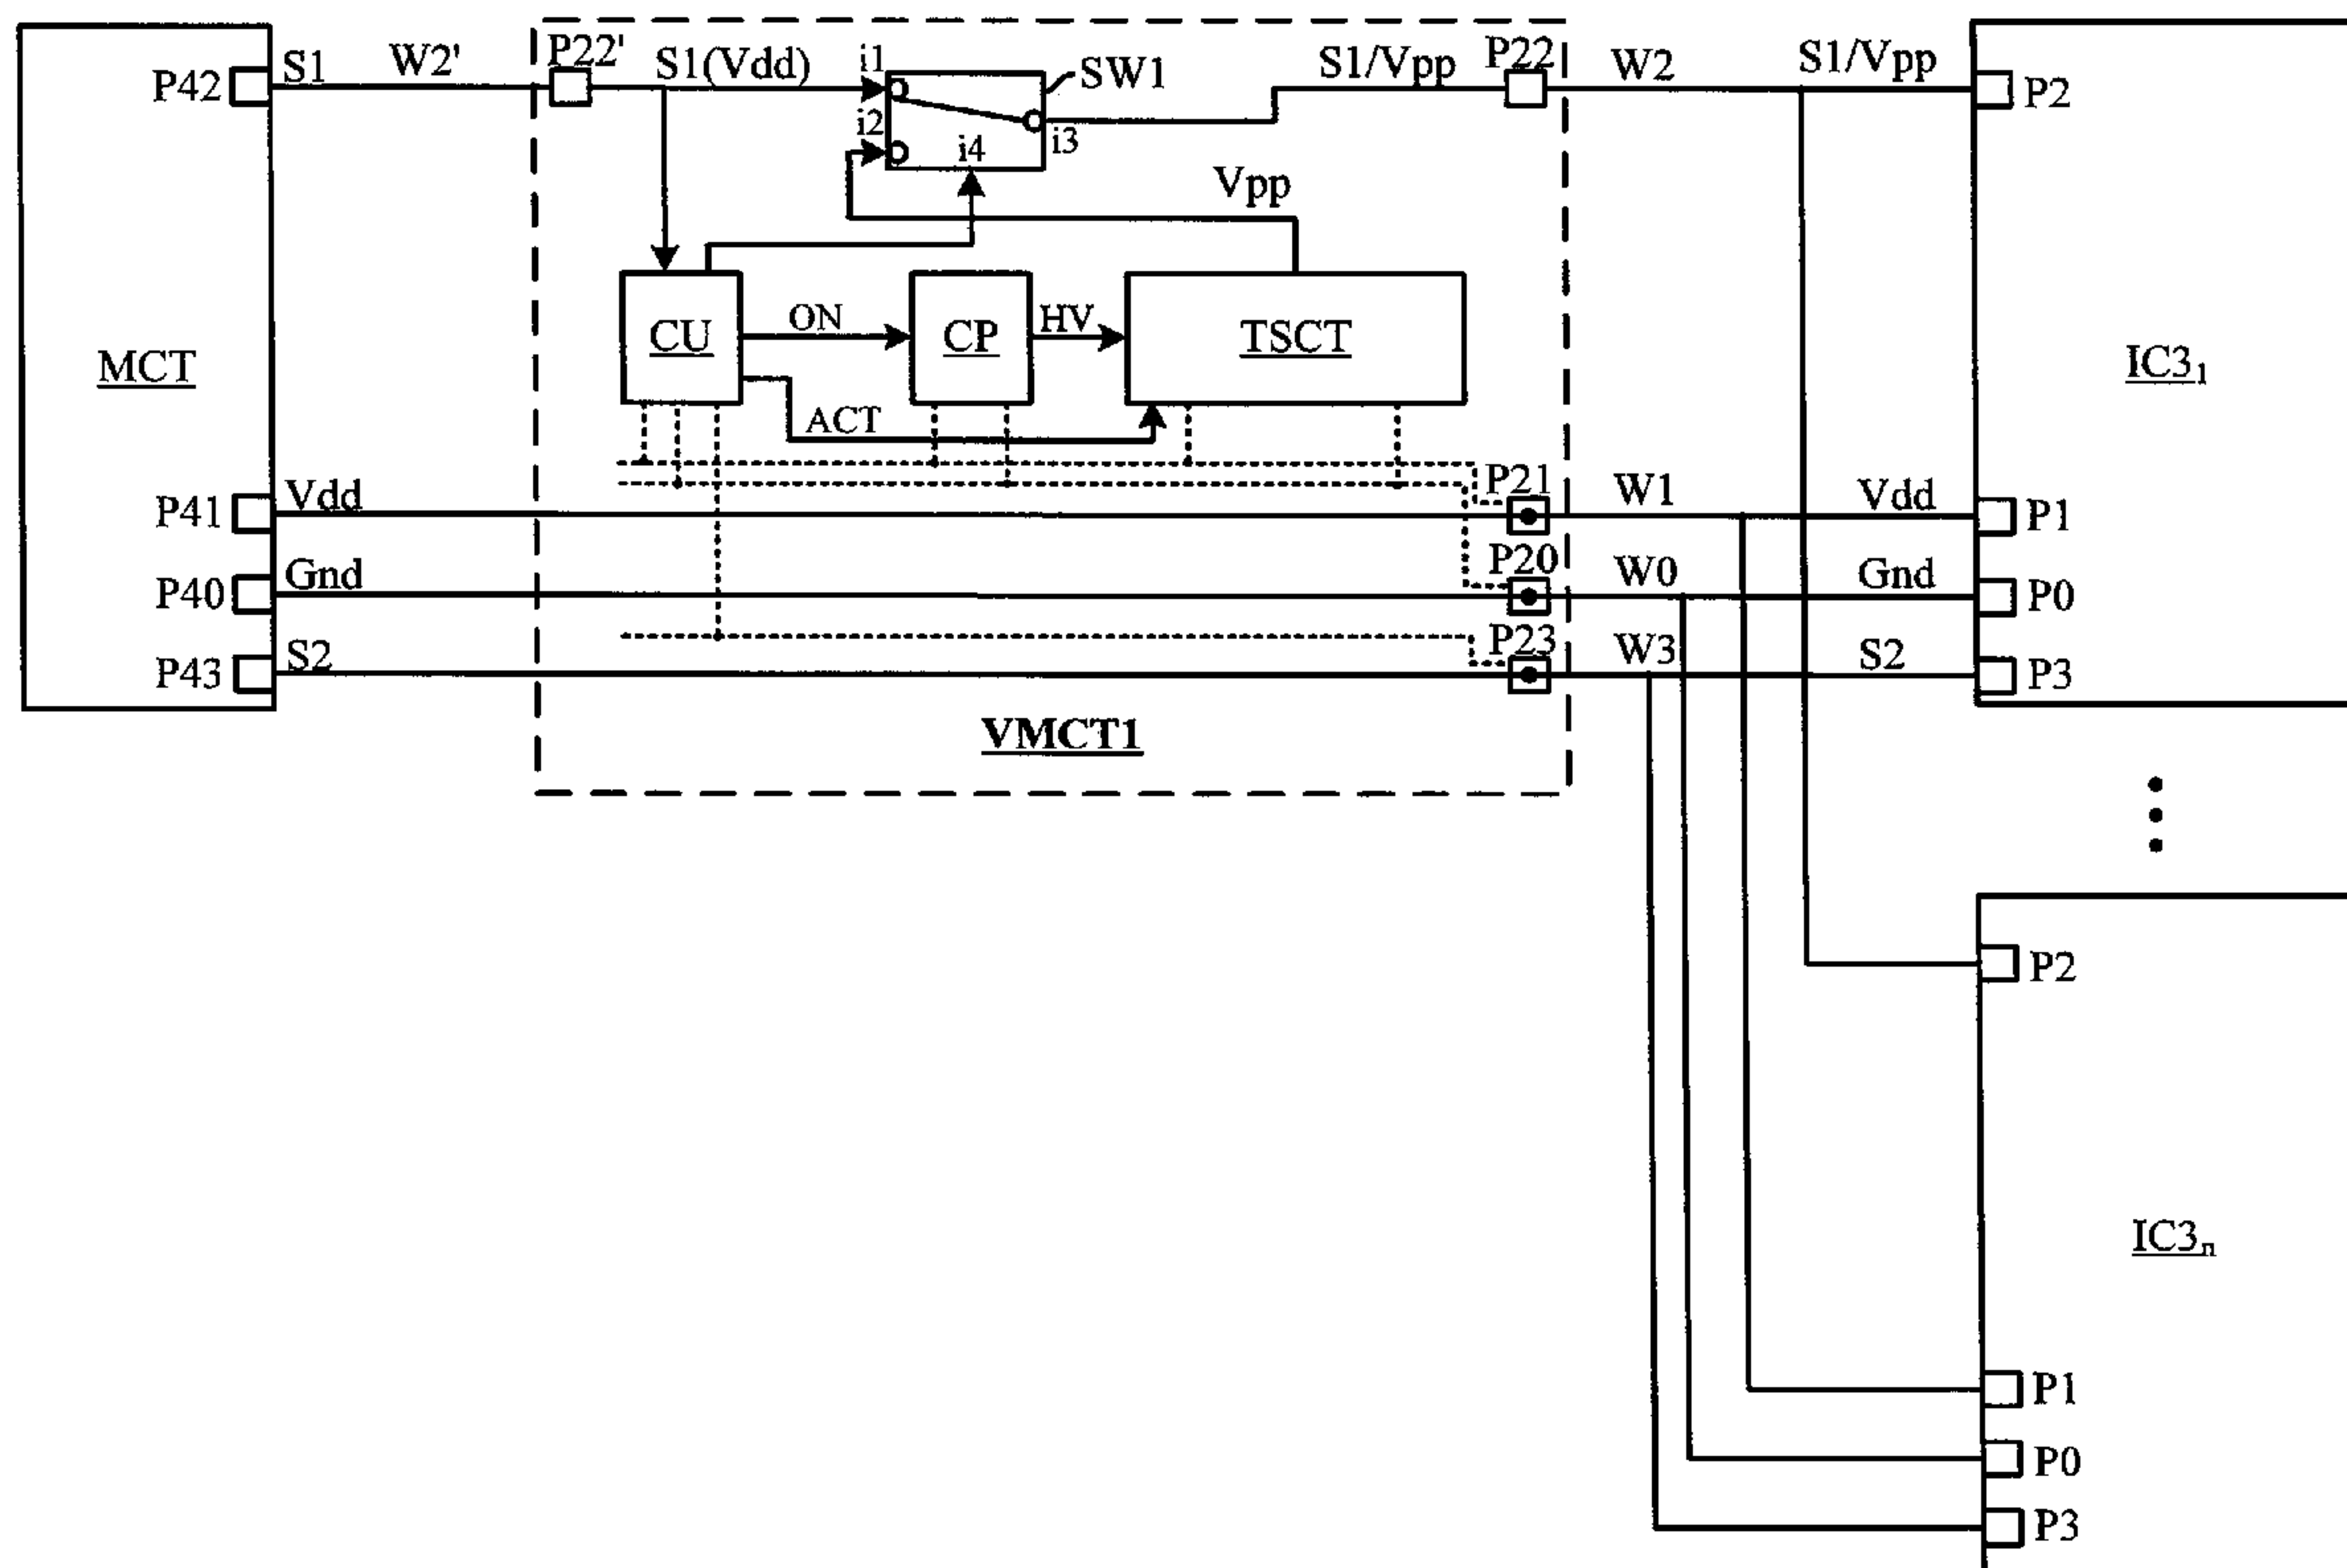 P42
S1
W2'
P22'
S1(Vdd)
i1
i2
i4
i3
SW1
S1/Vpp
P22
W2
S1/Vpp
P2
Vpp
MCT
CU
ON
CP
HV
TSCT
ACT
IC3₁
P41
Vdd
P21
W1
Vdd
P1
P40
Gnd
P20
W0
Gnd
P0
P43
S2
P23
W3
S2
P3
VMCT1
P2
IC3ₙ
P1
P0
P3